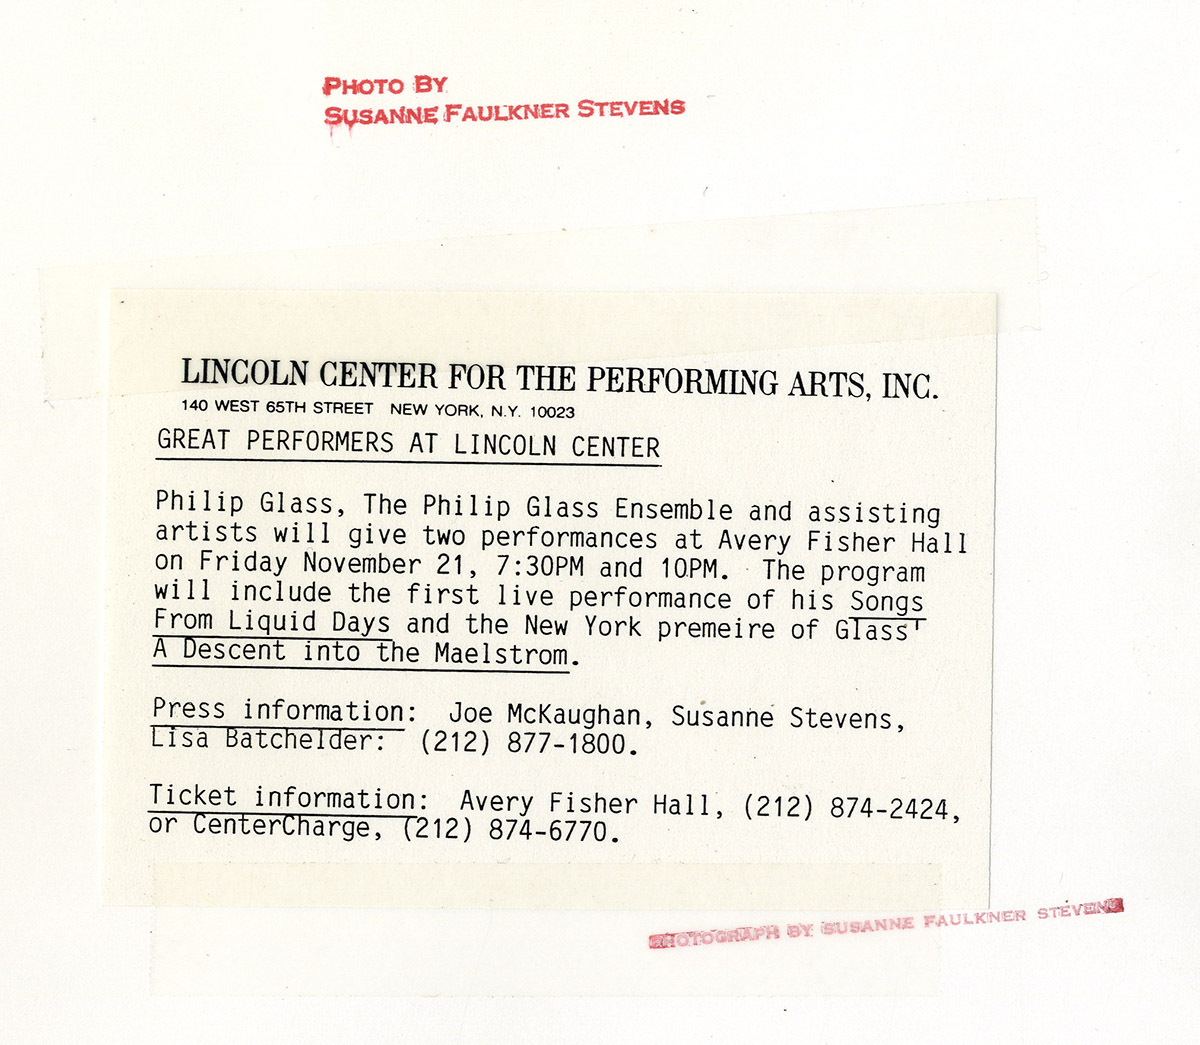 PHOTO BY
SUSANNE FAULKNER STEVENS
LINCOLN CENTER FOR THE PERFORMING ARTS, INC.
140 WEST 65TH STREET NEW YORK, N.Y. 10023
GREAT PERFORMERS AT LINCOLN CENTER
Philip Glass, The Philip Glass Ensemble and assisting
artists will give two performances at Avery Fisher Hall
on Friday November 21, 7:30PM and 10PM. The program
will include the first live performance of his Songs
From Liquid Days and the New York premeire of Glass'
A Descent into the Maelstrom.
Press information: Joe McKaughan, Susanne Stevens,
Lisa Batchelder: (212) 877-1800.
Ticket information: Avery Fisher Hall, (212) 874-2424,
or CenterCharge, (212) 874-6770.
PHOTOGRAPH BY SUSANNE FAULKNER STEVENS